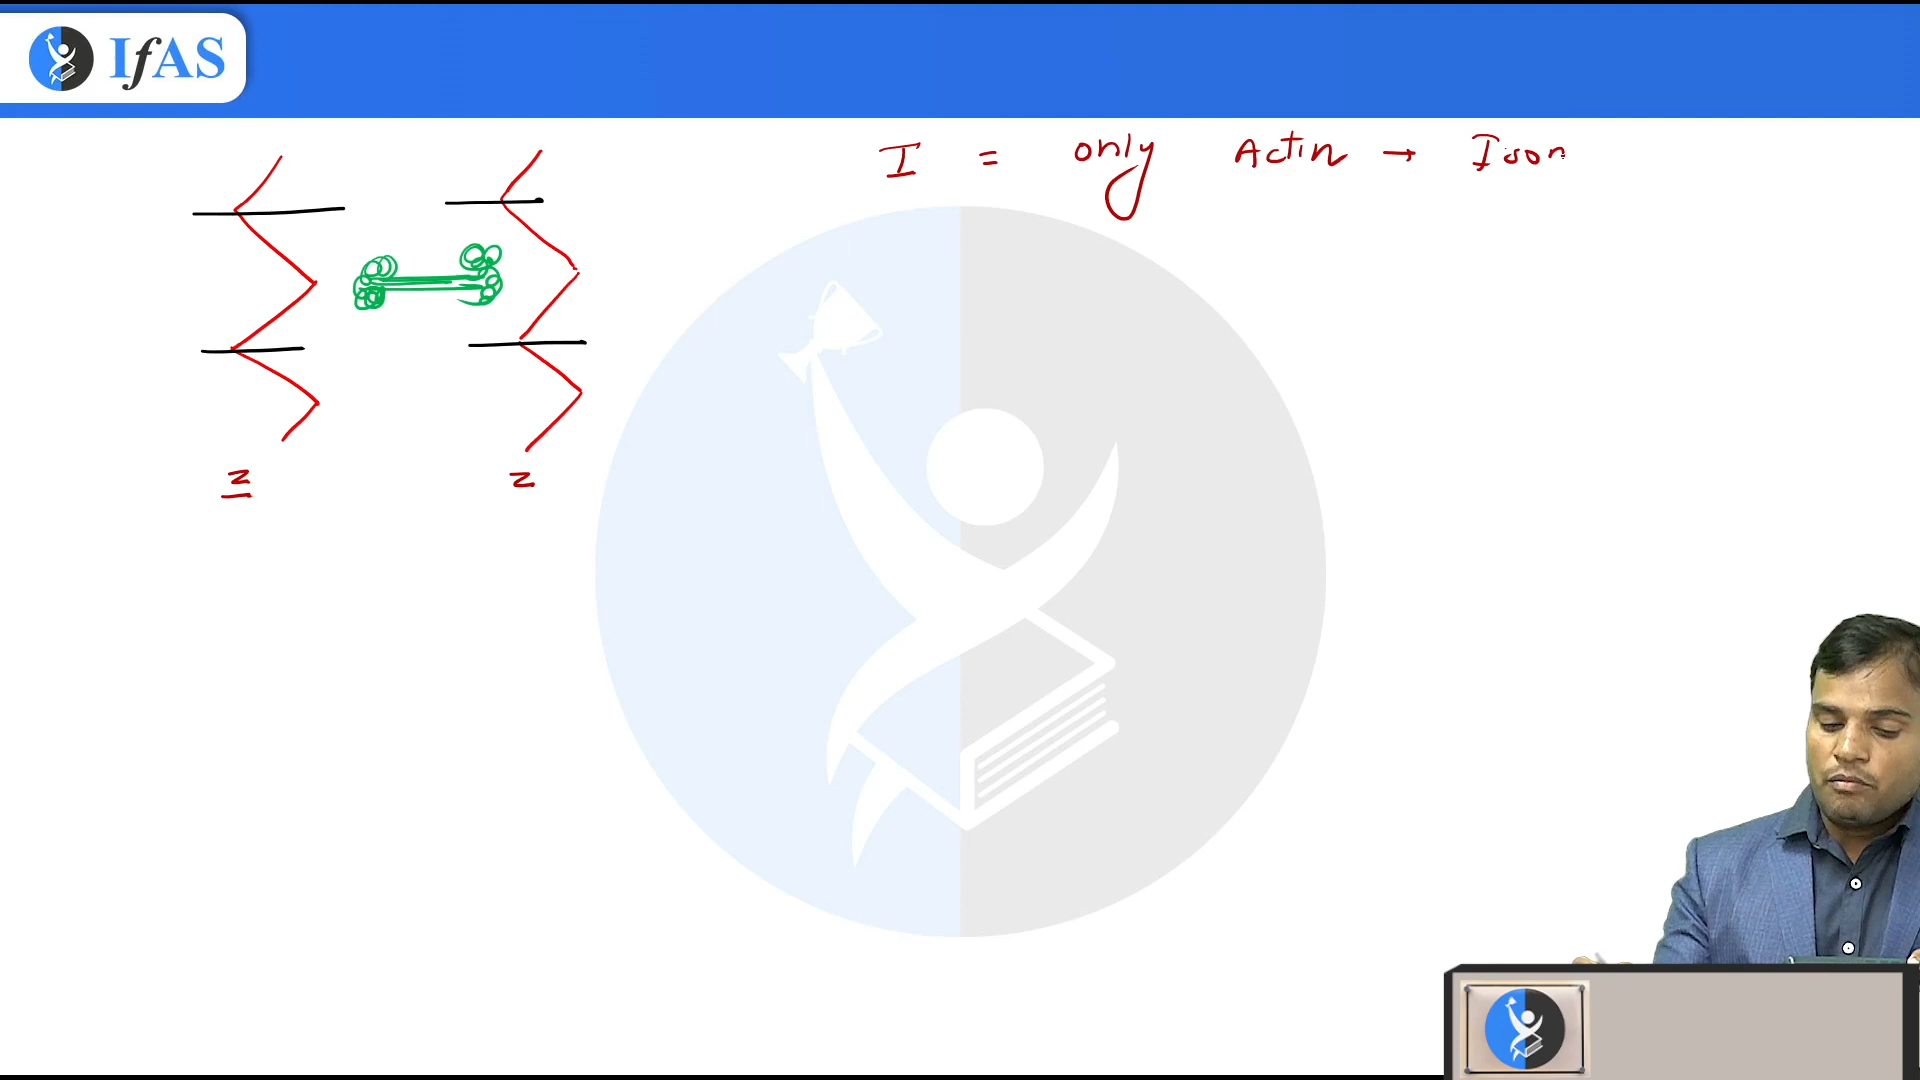 IfAS
I = only Actin → Ison
z z